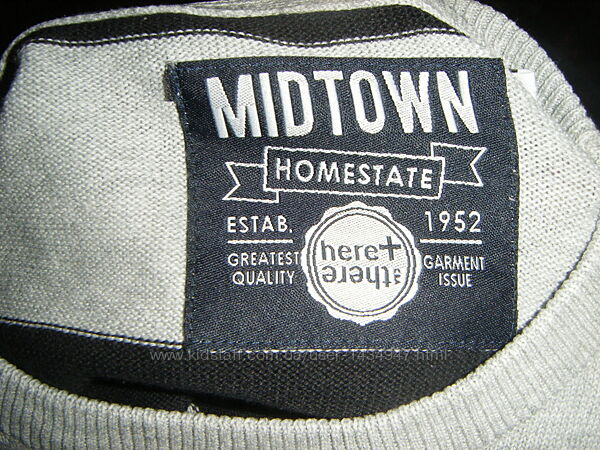 MIDTOWN
HOMESTATE
ESTAB.
1952
GREATEST
QUALITY
here+
there
GARMENT
ISSUE